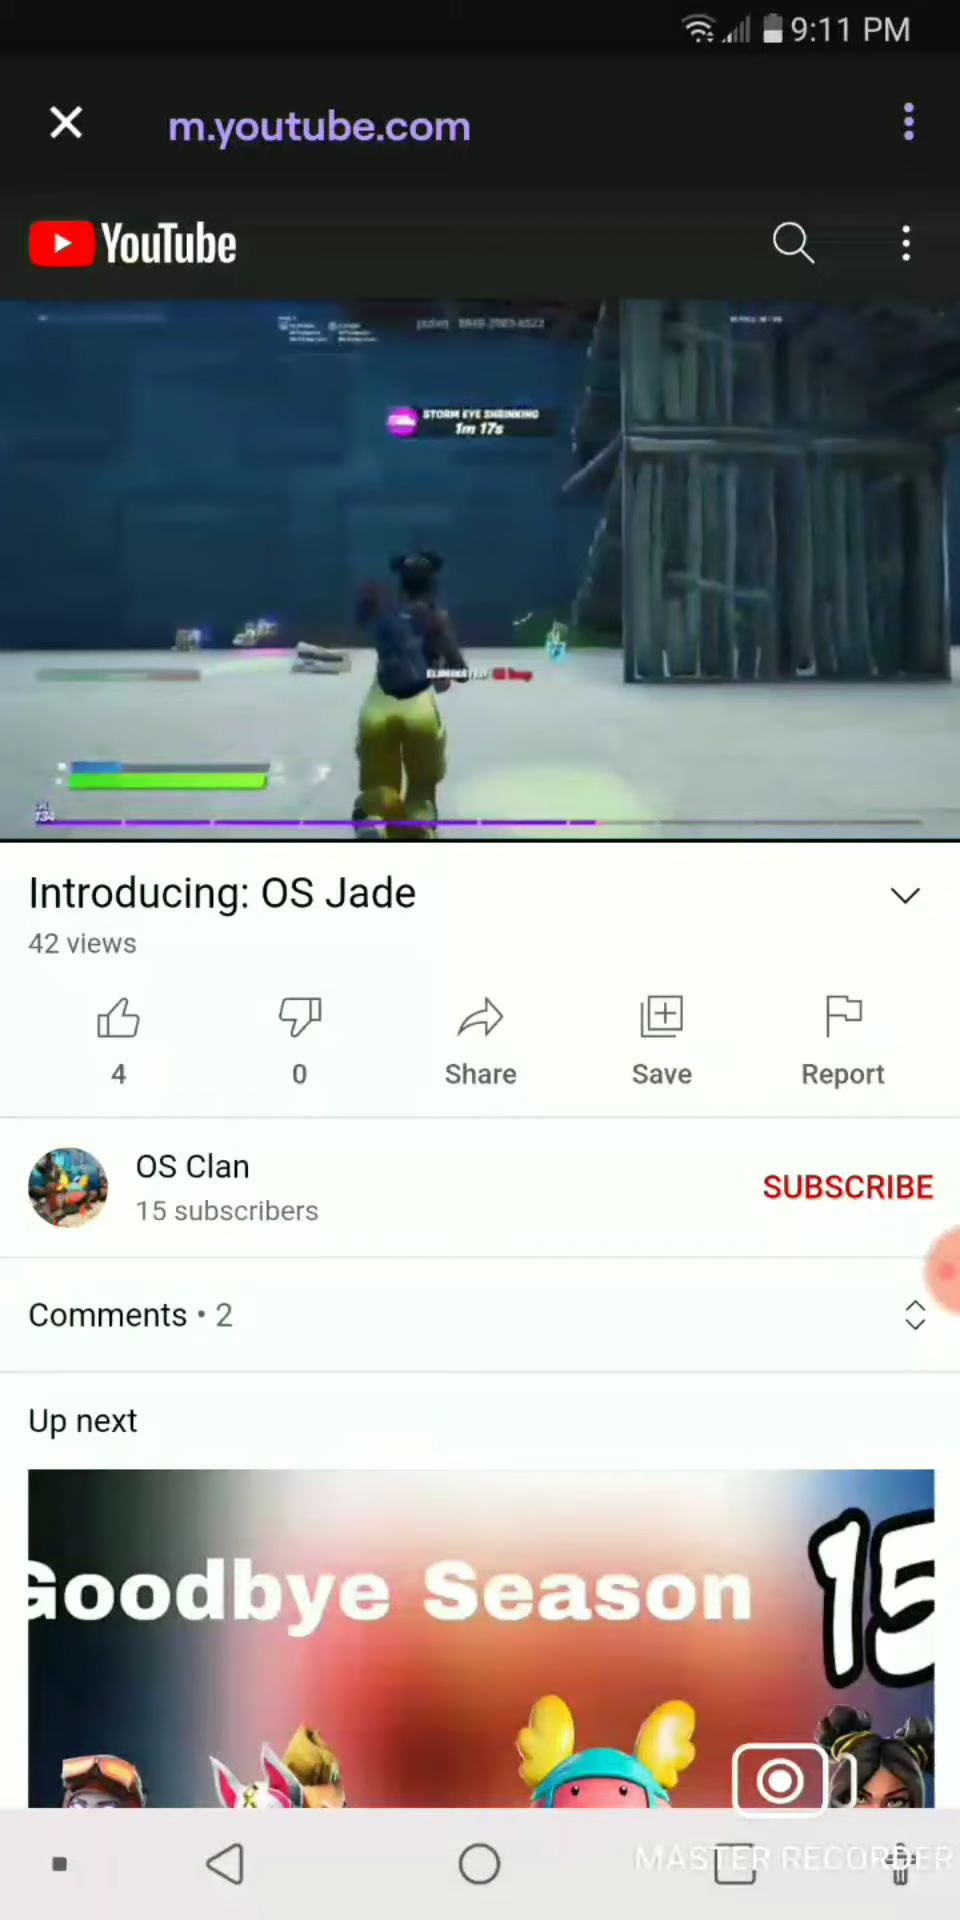 9:11 PM
m.youtube.com
YouTube
STORM EYE SHRINKING
1m 17s
134
Introducing: OS Jade
42 views
4
0
Share
Save
Report
OS Clan
15 subscribers
SUBSCRIBE
Comments • 2
Up next
Goodbye Season 15
MASTER RECORDER